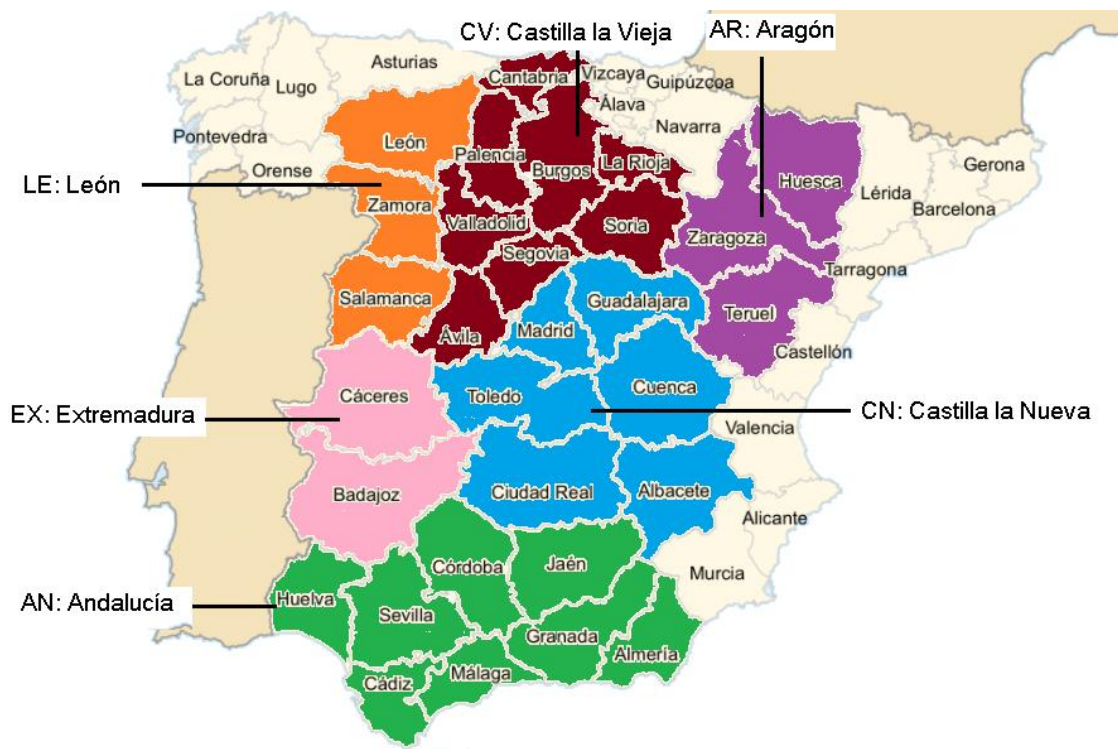 CV: Castilla la Vieja
AR: Aragón
Asturias
Cantabria
Vizcaya
Guipúzcoa
La Coruña
Lugo
Álava
Navarra
Pontevedra
León
Palencia
Burgos
La Rioja
Orense
Huesca
Gerona
LE: León
Zamora
Lérida
Barcelona
Valladolid
Soria
Zaragoza
Segovia
Tarragona
Salamanca
Guadalajara
Ávila
Madrid
Teruel
Castellón
Cáceres
Toledo
Cuenca
EX: Extremadura
CN: Castilla la Nueva
Valencia
Badajoz
Ciudad Real
Albacete
Alicante
Córdoba
Jaén
Murcia
AN: Andalucía
Huelva
Sevilla
Granada
Almería
Málaga
Cádiz